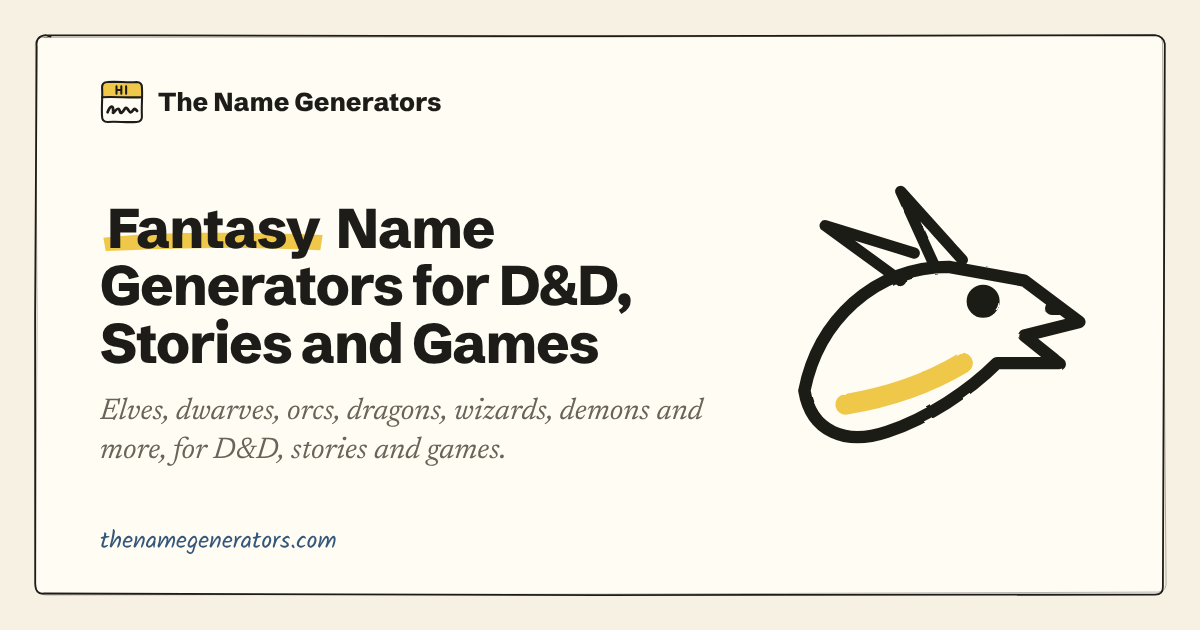 HI
The Name Generators
Fantasy Name
Generators for D&D,
Stories and Games
Elves, dwarves, orcs, dragons, wizards, demons and
more, for D&D, stories and games.
thenamegenerators.com